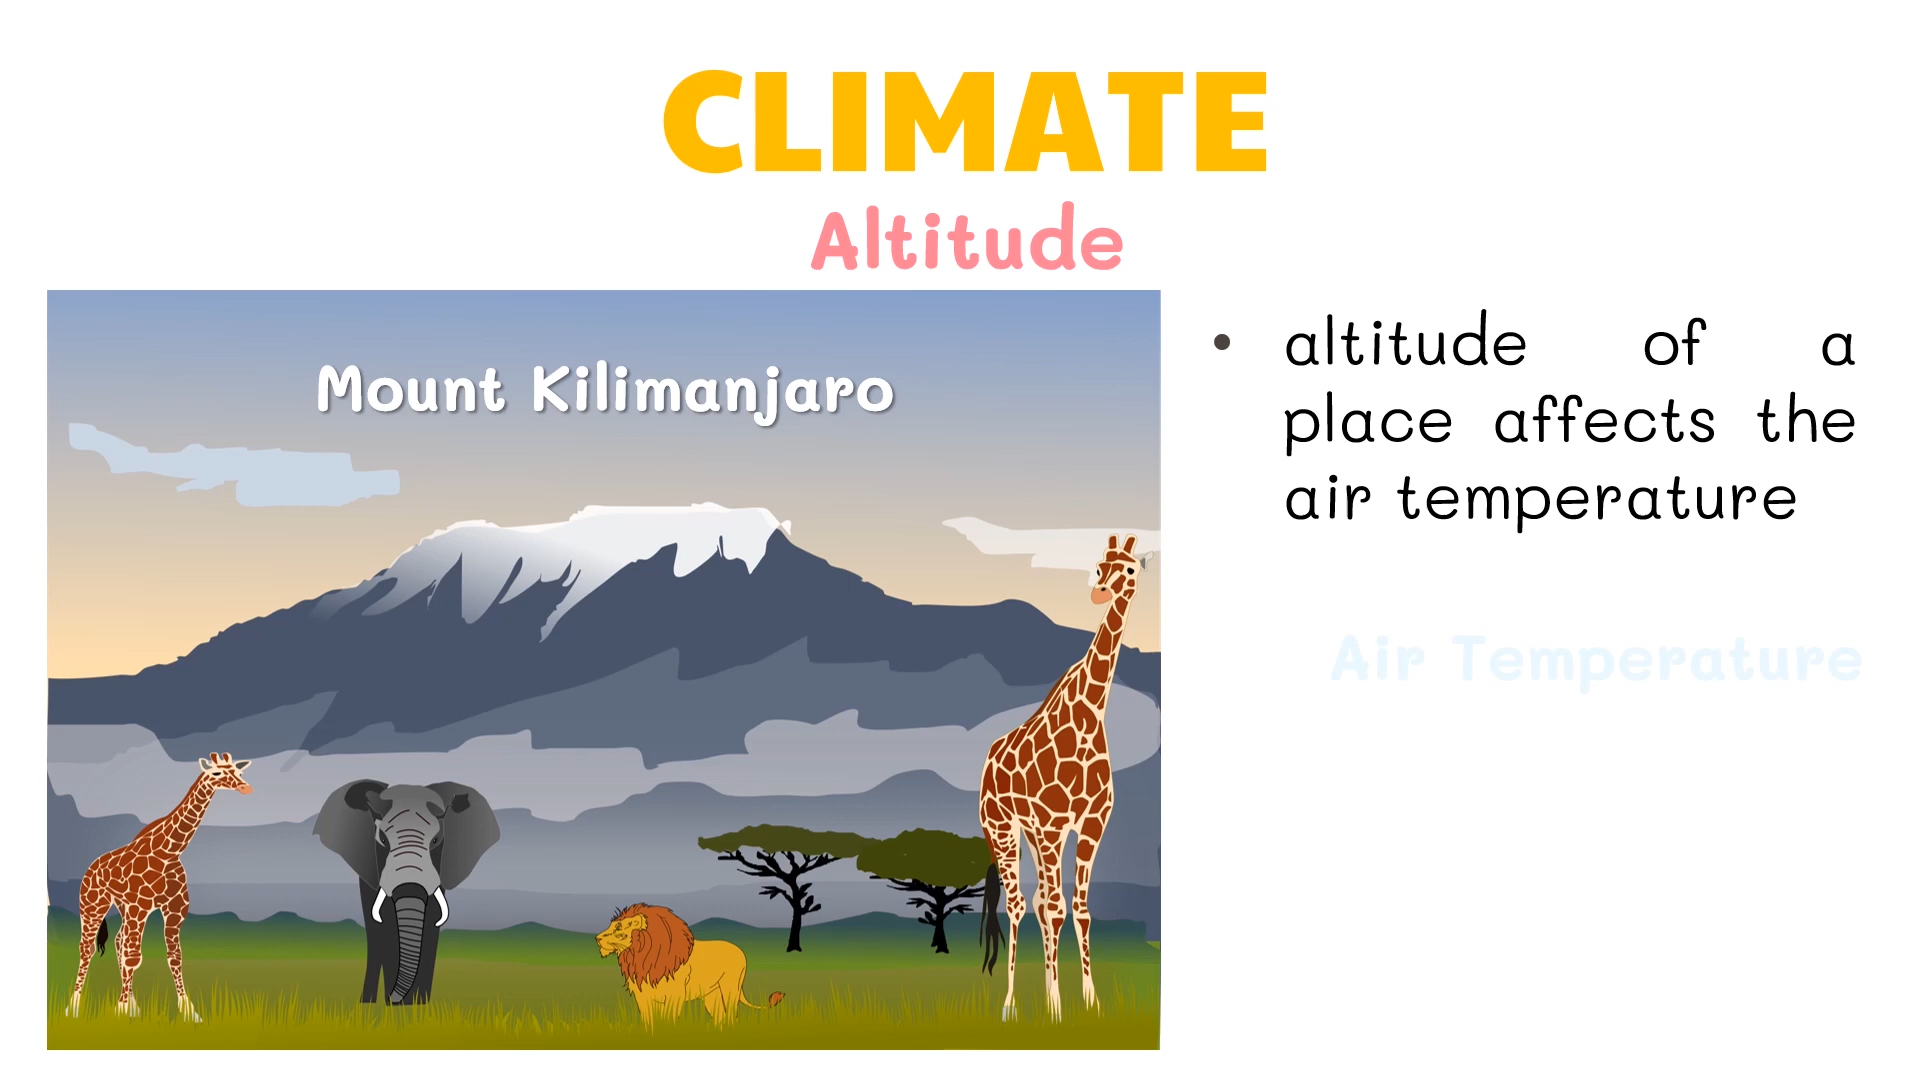 CLIMATE
Altitude
Mount Kilimanjaro
• altitude of a
place affects the
air temperature
Air Temperature